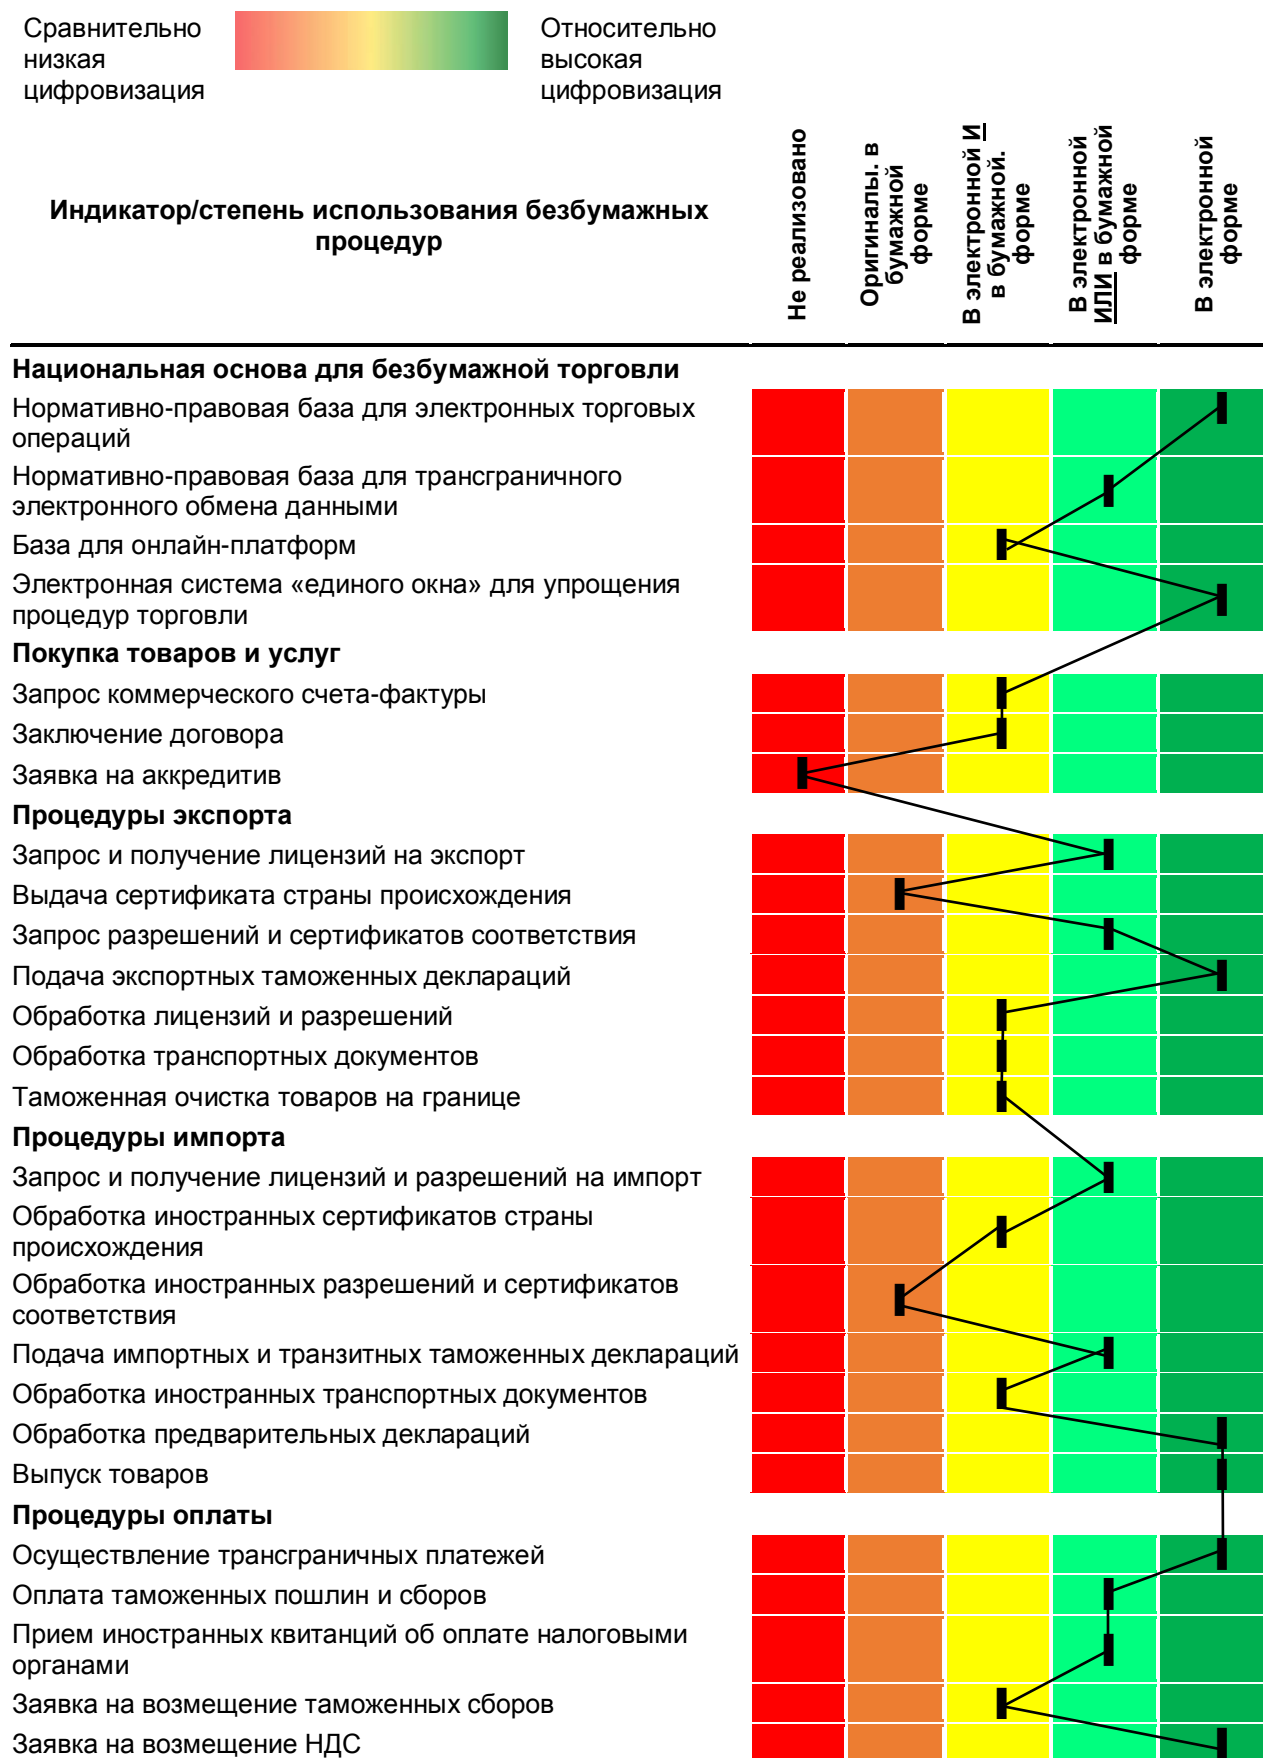 Сравнительно
низкая
цифровизация
Относительно
высокая
цифровизация
Индикатор/степень использования безбумажных
процедур
Не реализовано
Оригиналы. в
бумажной
форме
В электронной И
в бумажной.
форме
В электронной
ИЛИ в бумажной
форме
В электронной
форме
Национальная основа для безбумажной торговли
Нормативно-правовая база для электронных торговых
операций
Нормативно-правовая база для трансграничного
электронного обмена данными
База для онлайн-платформ
Электронная система «единого окна» для упрощения
процедур торговли
Покупка товаров и услуг
Запрос коммерческого счета-фактуры
Заключение договора
Заявка на аккредитив
Процедуры экспорта
Запрос и получение лицензий на экспорт
Выдача сертификата страны происхождения
Запрос разрешений и сертификатов соответствия
Подача экспортных таможенных деклараций
Обработка лицензий и разрешений
Обработка транспортных документов
Таможенная очистка товаров на границе
Процедуры импорта
Запрос и получение лицензий и разрешений на импорт
Обработка иностранных сертификатов страны
происхождения
Обработка иностранных разрешений и сертификатов
соответствия
Подача импортных и транзитных таможенных деклараций
Обработка иностранных транспортных документов
Обработка предварительных деклараций
Выпуск товаров
Процедуры оплаты
Осуществление трансграничных платежей
Оплата таможенных пошлин и сборов
Прием иностранных квитанций об оплате налоговыми
органами
Заявка на возмещение таможенных сборов
Заявка на возмещение НДС